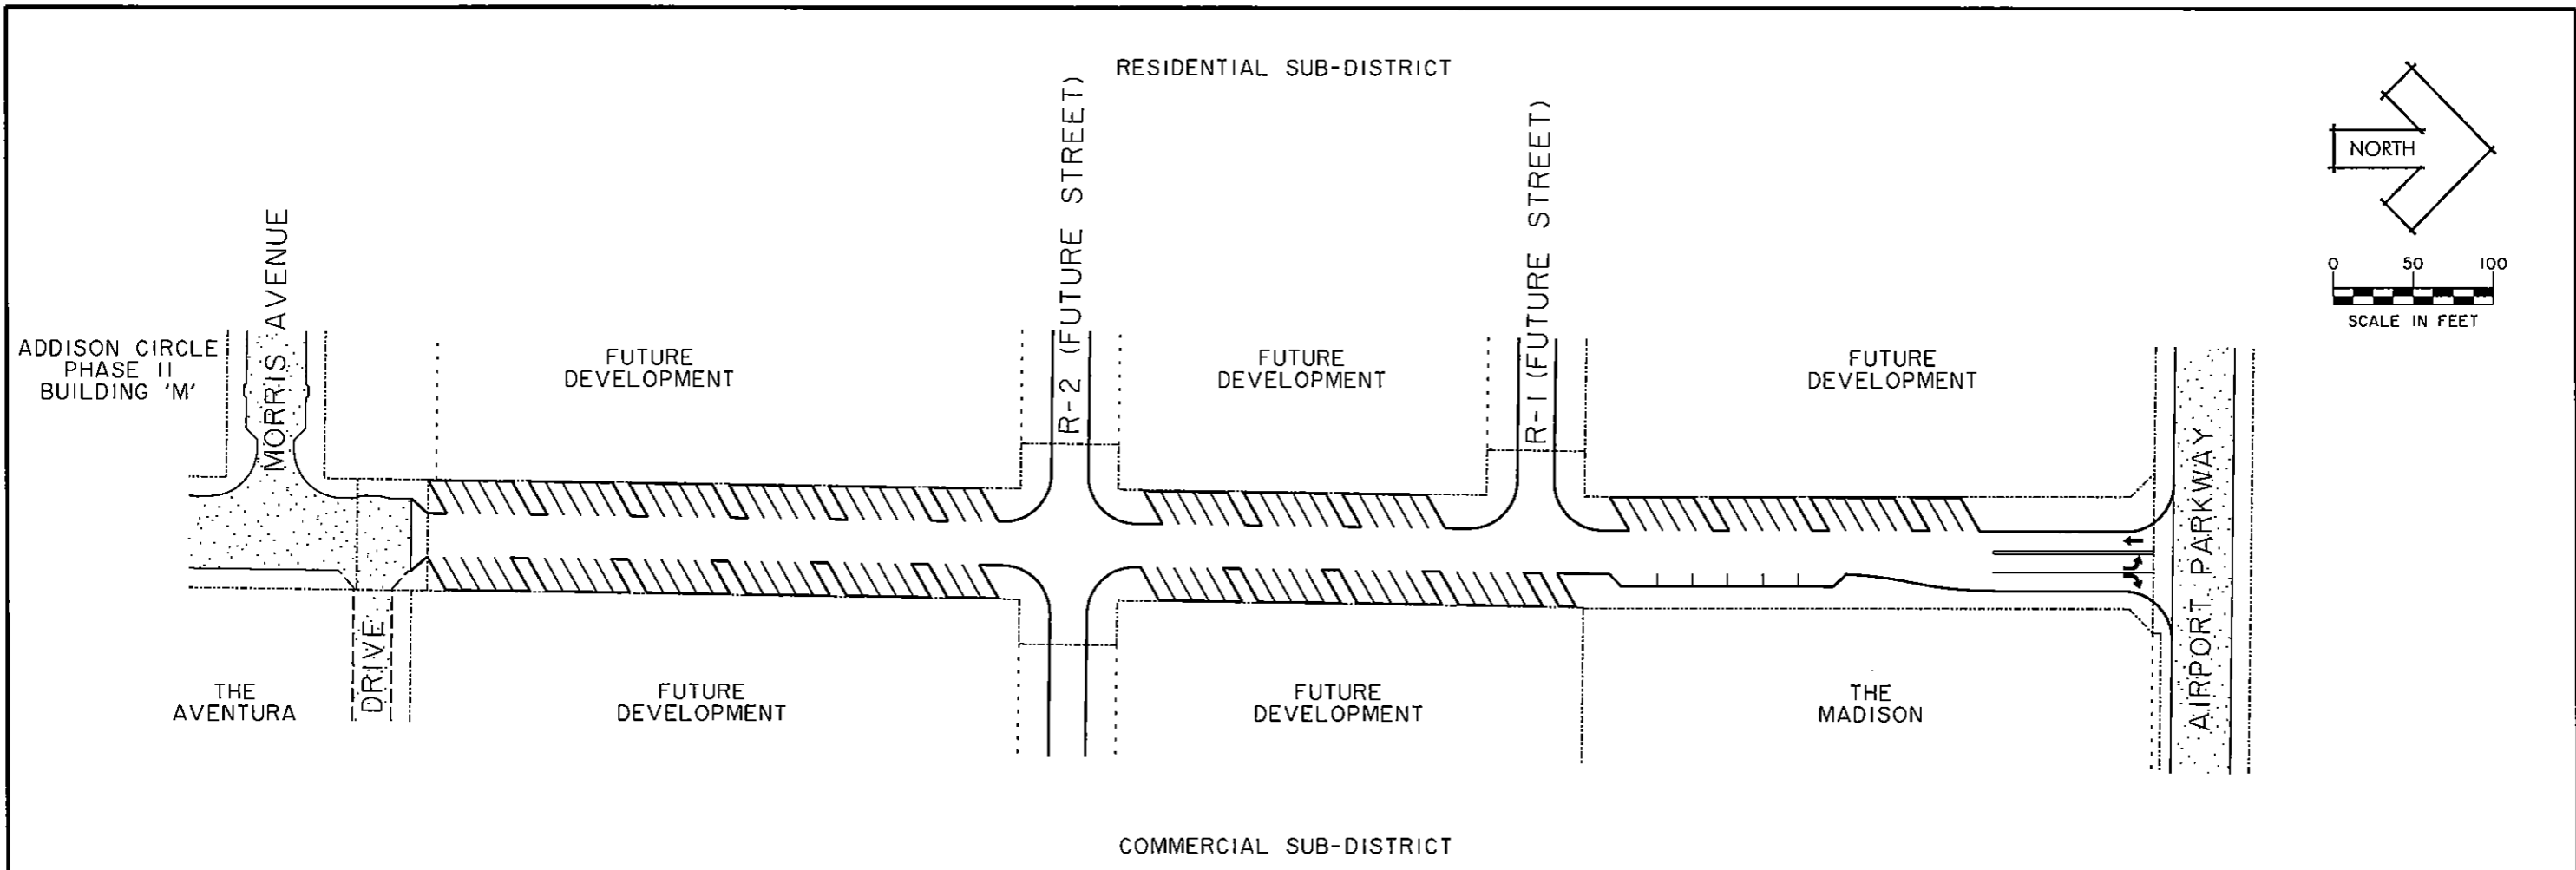 RESIDENTIAL SUB-DISTRICT
NORTH
0 50 100
SCALE IN FEET
MORRIS AVENUE
R-2 (FUTURE STREET)
R-1 (FUTURE STREET)
ADDISON CIRCLE
PHASE II
BUILDING 'M'
FUTURE
DEVELOPMENT
FUTURE
DEVELOPMENT
FUTURE
DEVELOPMENT
AIRPORT PARKWAY
THE
AVENTURA
DRIVE
FUTURE
DEVELOPMENT
FUTURE
DEVELOPMENT
THE
MADISON
COMMERCIAL SUB-DISTRICT